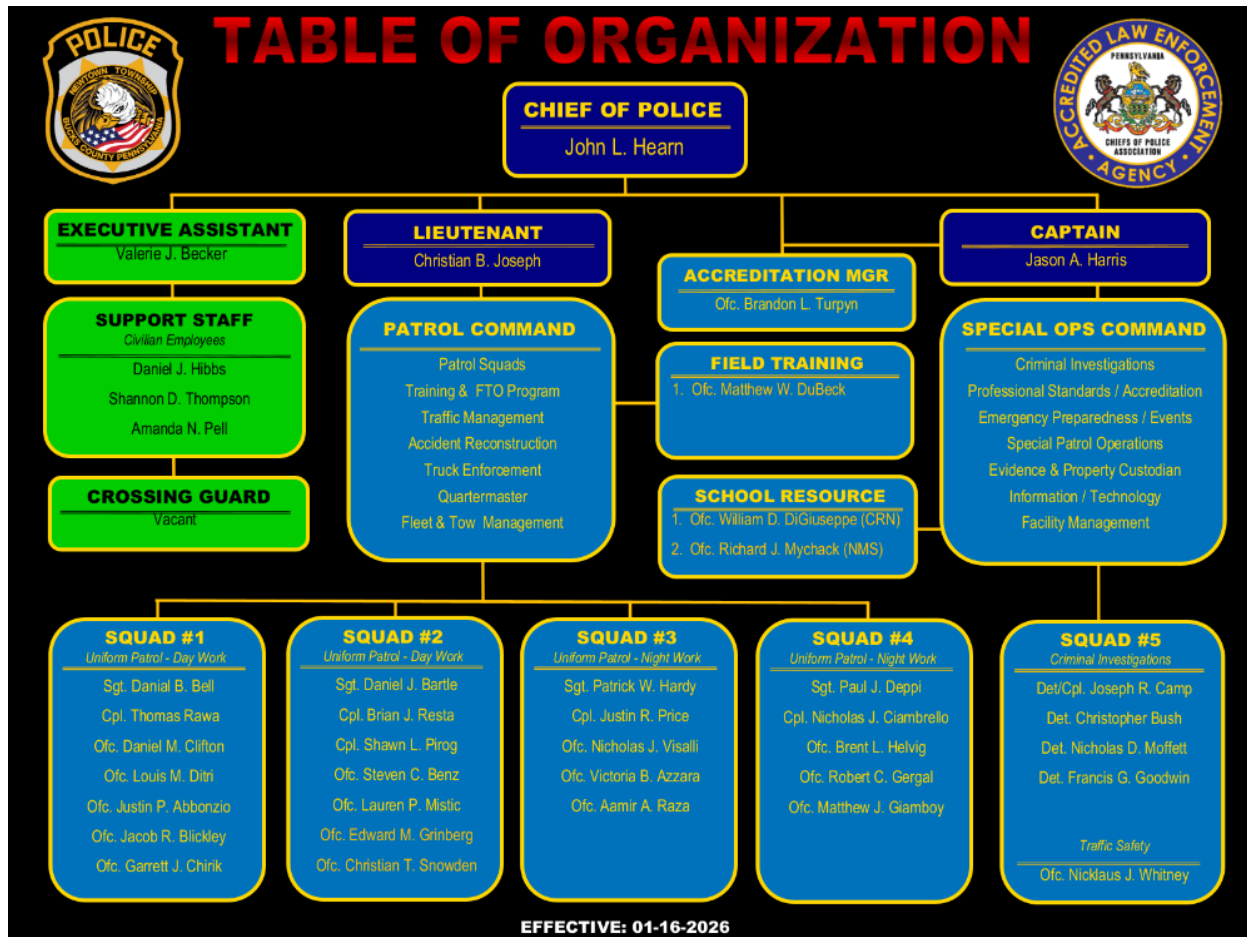 TABLE OF ORGANIZATION
POLICE
NEWTOWN TOWNSHIP
BUCKS COUNTY PENNSYLVANIA
ACCREDITED LAW ENFORCEMENT
AGENCY
PENNSYLVANIA
CHIEFS OF POLICE
ASSOCIATION
CHIEF OF POLICE
John L. Hearn
EXECUTIVE ASSISTANT
Valerie J. Becker
LIEUTENANT
Christian B. Joseph
CAPTAIN
Jason A. Harris
ACCREDITATION MGR
Ofc. Brandon L. Turpyn
SUPPORT STAFF
Civilian Employees
Daniel J. Hibbs
Shannon D. Thompson
Amanda N. Pell
CROSSING GUARD
Vacant
PATROL COMMAND
Patrol Squads
Training & FTO Program
Traffic Management
Accident Reconstruction
Truck Enforcement
Quartermaster
Fleet & Tow Management
FIELD TRAINING
1. Ofc. Matthew W. DuBeck
SCHOOL RESOURCE
1. Ofc. William D. DiGiuseppe (CRN)
2. Ofc. Richard J. Mychack (NMS)
SPECIAL OPS COMMAND
Criminal Investigations
Professional Standards / Accreditation
Emergency Preparedness / Events
Special Patrol Operations
Evidence & Property Custodian
Information / Technology
Facility Management
SQUAD #1
Uniform Patrol - Day Work
Sgt. Danial B. Bell
Cpl. Thomas Rawa
Ofc. Daniel M. Clifton
Ofc. Louis M. Ditri
Ofc. Justin P. Abbonzio
Ofc. Jacob R. Blickley
Ofc. Garrett J. Chirik
SQUAD #2
Uniform Patrol - Day Work
Sgt. Daniel J. Bartle
Cpl. Brian J. Resta
Cpl. Shawn L. Pirog
Ofc. Steven C. Benz
Ofc. Lauren P. Mistic
Ofc. Edward M. Grinberg
Ofc. Christian T. Snowden
SQUAD #3
Uniform Patrol - Night Work
Sgt. Patrick W. Hardy
Cpl. Justin R. Price
Ofc. Nicholas J. Visalli
Ofc. Victoria B. Azzara
Ofc. Aamir A. Raza
SQUAD #4
Uniform Patrol - Night Work
Sgt. Paul J. Deppi
Cpl. Nicholas J. Ciambrello
Ofc. Brent L. Helvig
Ofc. Robert C. Gergal
Ofc. Matthew J. Giamboy
SQUAD #5
Criminal Investigations
Det/Cpl. Joseph R. Camp
Det. Christopher Bush
Det. Nicholas D. Moffett
Det. Francis G. Goodwin
Traffic Safety
Ofc. Nicklaus J. Whitney
EFFECTIVE: 01-16-2026